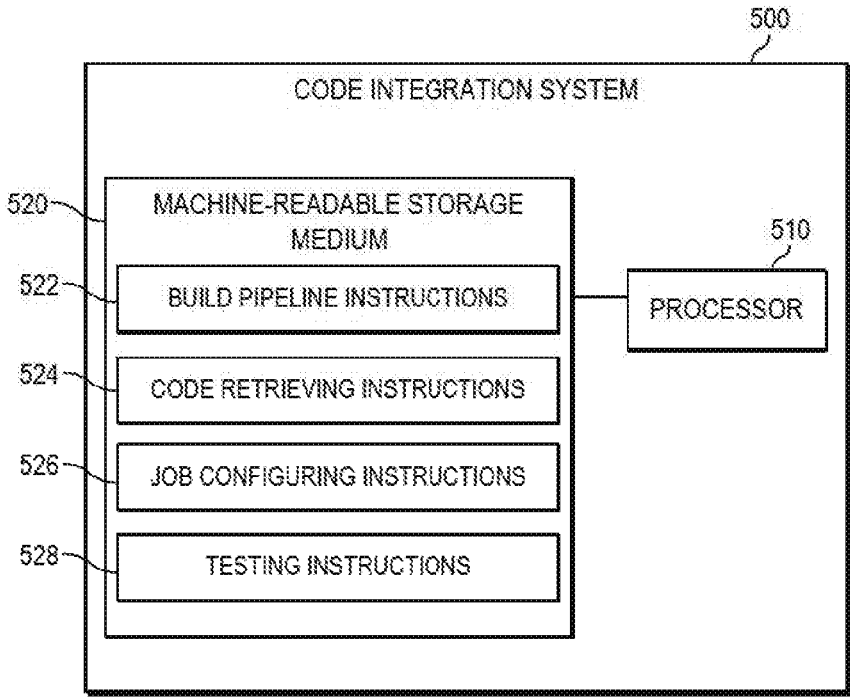 500
CODE INTEGRATION SYSTEM
520
MACHINE-READABLE STORAGE
MEDIUM
510
522
BUILD PIPELINE INSTRUCTIONS
PROCESSOR
524
CODE RETRIEVING INSTRUCTIONS
526
JOB CONFIGURING INSTRUCTIONS
528
TESTING INSTRUCTIONS